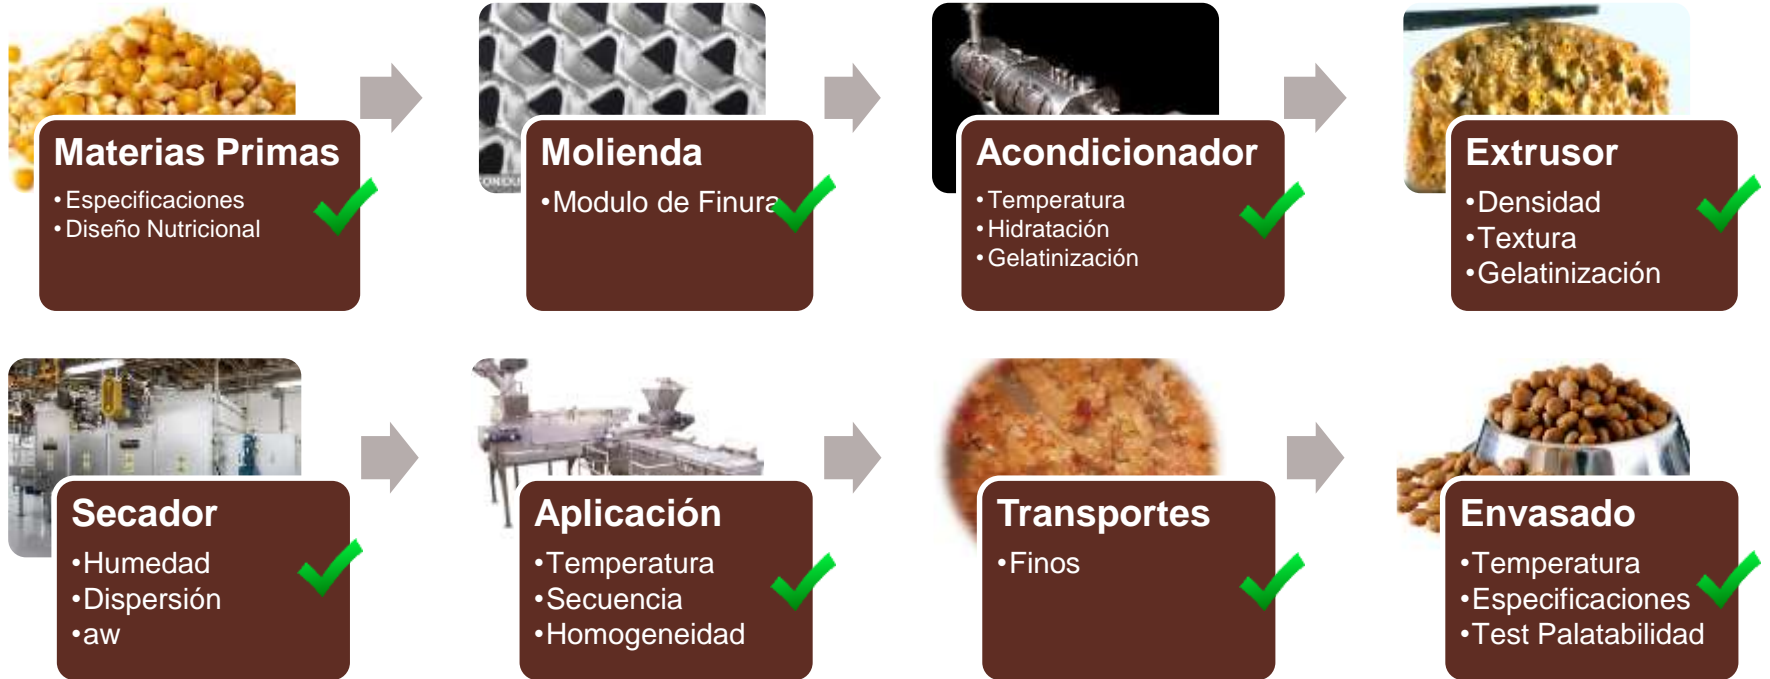 Materias Primas
•Especificaciones
•Diseño Nutricional
Molienda
•Modulo de Finura
Acondicionador
•Temperatura
•Hidratación
•Gelatinización
Extrusor
•Densidad
•Textura
•Gelatinización
Secador
•Humedad
•Dispersión
•aw
Aplicación
•Temperatura
•Secuencia
•Homogeneidad
Transportes
•Finos
Envasado
•Temperatura
•Especificaciones
•Test Palatabilidad